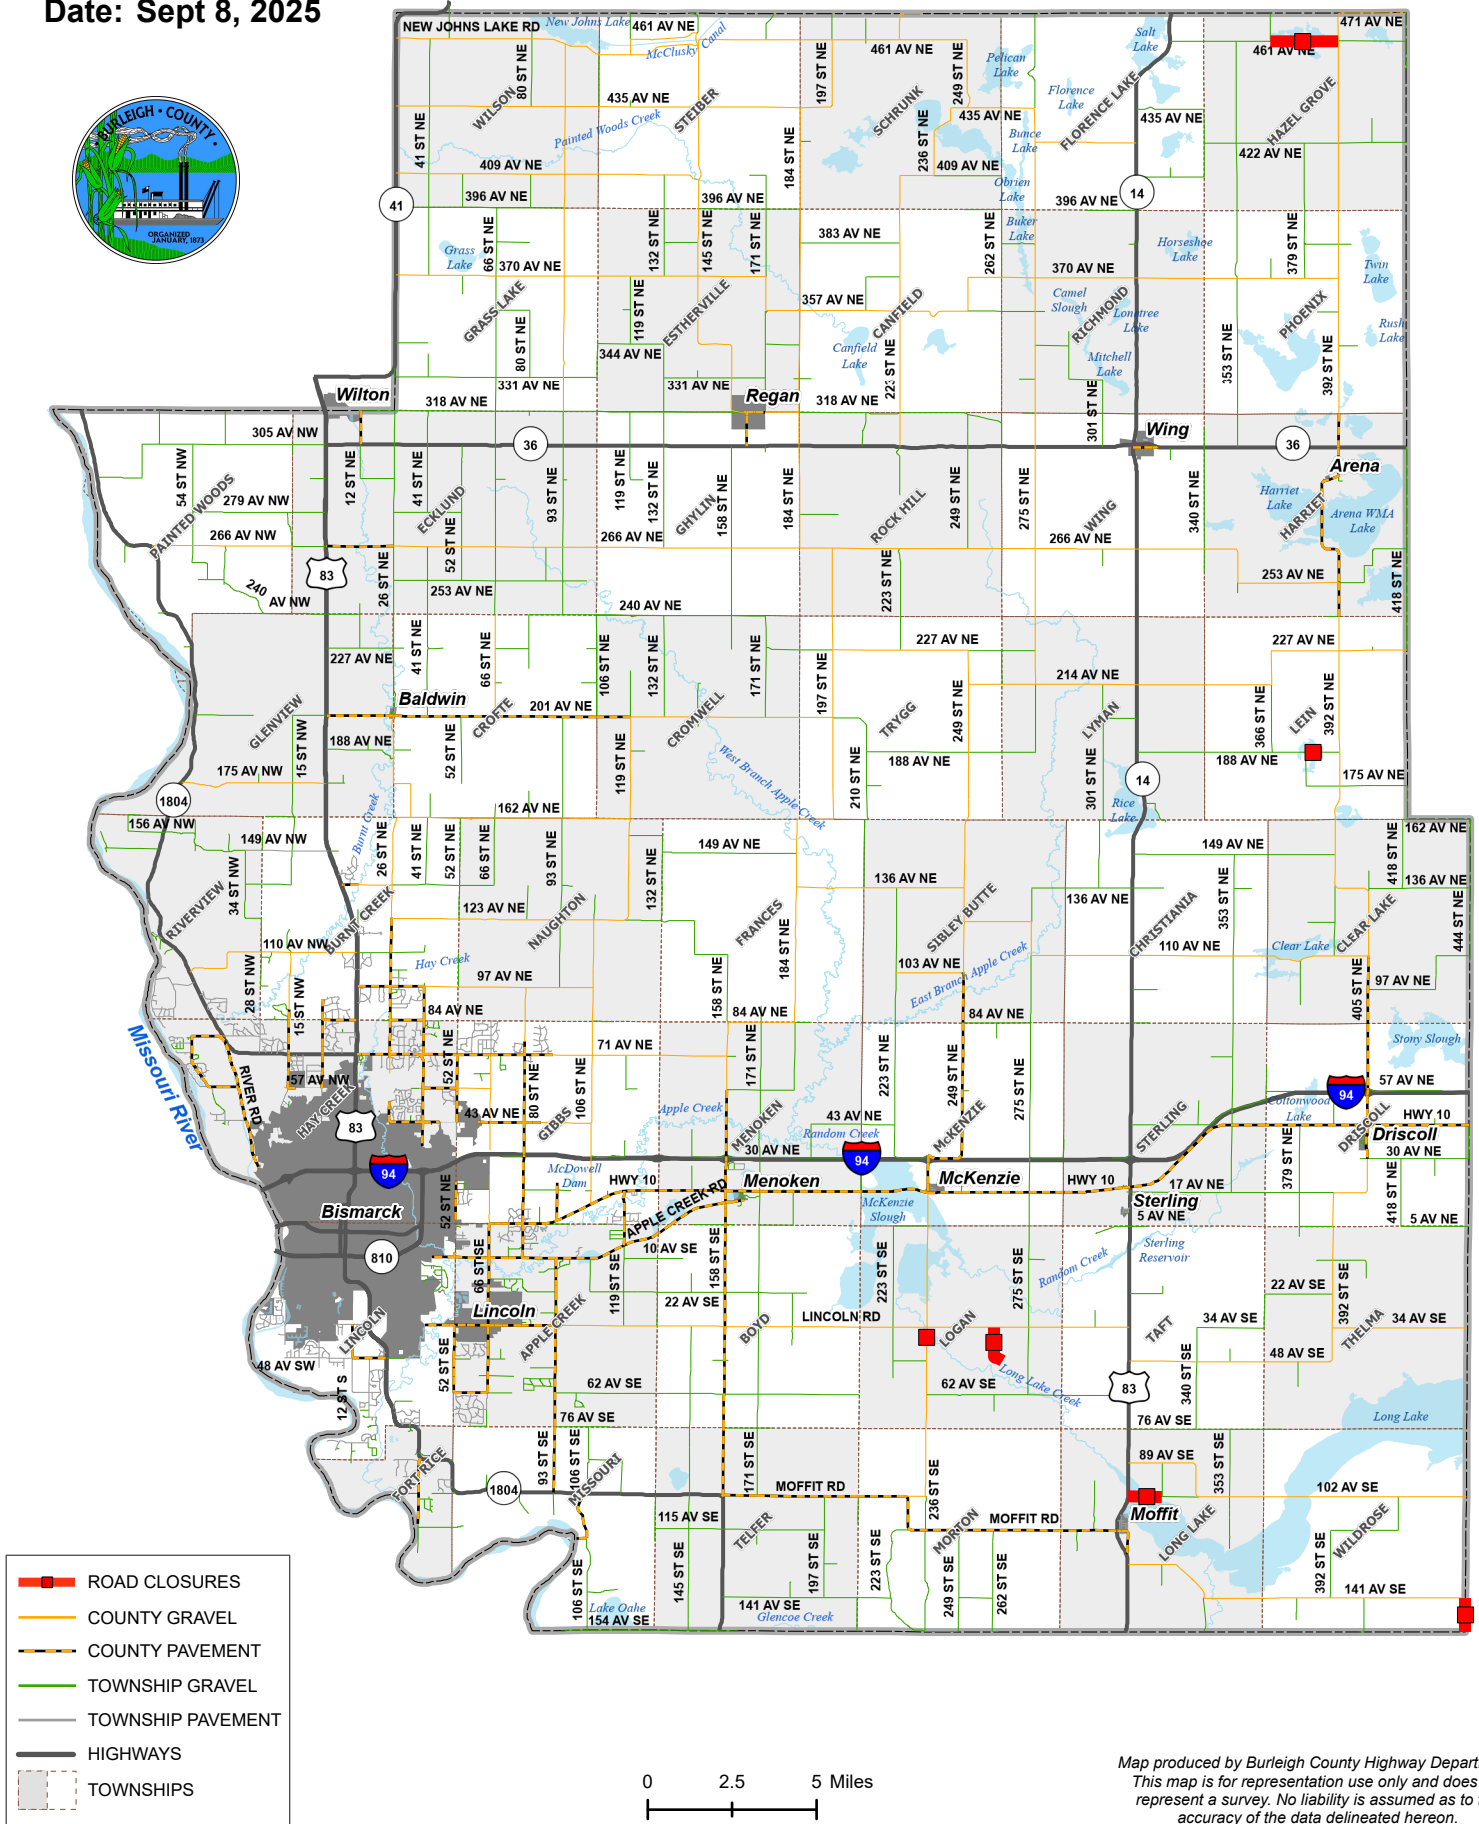 Date: Sept 8, 2025
BURLEIGH • COUNTY
ORGANIZED
JANUARY, 1873
NEW JOHNS LAKE RD
New Johns Lake
461 AV NE
McClusky Canal
461 AV NE
471 AV NE
461 AV NE
80 ST NE
197 ST NE
249 ST NE
Pelican
Lake
Salt
Lake
WILSON
435 AV NE
STEIBER
SCHRUNK
Florence
Lake
FLORENCE LAKE
HAZEL GROVE
Painted Woods Creek
435 AV NE
435 AV NE
41 ST NE
184 ST NE
236 ST NE
Bunce
Lake
422 AV NE
409 AV NE
409 AV NE
41
396 AV NE
396 AV NE
Obrien
Lake
396 AV NE
14
66 ST NE
132 ST NE
145 ST NE
171 ST NE
383 AV NE
262 ST NE
Buker
Lake
Horseshoe
Lake
379 ST NE
Grass
Lake
370 AV NE
370 AV NE
Twin
Lake
GRASS LAKE
119 ST NE
ESTHERVILLE
357 AV NE
CANFIELD
Camel
Slough
RICHMOND
Lonetree
Lake
PHOENIX
Rush
Lake
80 ST NE
344 AV NE
Canfield
Lake
223 ST NE
Mitchell
Lake
353 ST NE
392 ST NE
331 AV NE
331 AV NE
Wilton
318 AV NE
Regan
318 AV NE
301 ST NE
Wing
305 AV NW
36
36
Arena
54 ST NW
12 ST NE
41 ST NE
93 ST NE
119 ST NE
132 ST NE
158 ST NE
184 ST NE
249 ST NE
275 ST NE
340 ST NE
Harriet
Lake
HARRIET
Arena WMA
Lake
PAINTED WOODS
279 AV NW
ECKLUND
GHYLIN
ROCK HILL
WING
266 AV NW
52 ST NE
266 AV NE
266 AV NE
83
26 ST NE
253 AV NE
223 ST NE
253 AV NE
418 ST NE
240
AV NW
240 AV NE
227 AV NE
41 ST NE
66 ST NE
106 ST NE
132 ST NE
171 ST NE
197 ST NE
227 AV NE
227 AV NE
214 AV NE
Baldwin
201 AV NE
GLENVIEW
CROFTE
CROMWELL
TRYGG
249 ST NE
LYMAN
366 ST NE
LEIN
392 ST NE
15 ST NW
188 AV NE
52 ST NE
119 ST NE
188 AV NE
188 AV NE
175 AV NW
West Branch Apple Creek
210 ST NE
301 ST NE
14
175 AV NE
1804
162 AV NE
Rice
Lake
156 AV NW
149 AV NW
Burnt Creek
26 ST NE
41 ST NE
52 ST NE
66 ST NE
93 ST NE
132 ST NE
149 AV NE
149 AV NE
418 ST NE
162 AV NE
34 ST NW
136 AV NE
136 AV NE
353 ST NE
136 AV NE
RIVERVIEW
BURNT CREEK
123 AV NE
NAUGHTON
FRANCES
184 ST NE
SIBLEY BUTTE
CHRISTIANIA
CLEAR LAKE
444 ST NE
110 AV NW
Hay Creek
110 AV NE
Clear Lake
28 ST NW
15 ST NW
97 AV NE
158 ST NE
103 AV NE
East Branch Apple Creek
405 ST NE
97 AV NE
84 AV NE
84 AV NE
84 AV NE
Missouri River
RIVER RD
52 ST NE
71 AV NE
171 ST NE
223 ST NE
249 ST NE
275 ST NE
Stony Slough
57 AV NW
HAY CREEK
80 ST NE
106 ST NE
57 AV NE
94
83
43 AV NE
GIBBS
Apple Creek
MENOKEN
43 AV NE
Random Creek
McKENZIE
STERLING
Cottonwood
Lake
DRISCOLL
HWY 10
Driscoll
94
30 AV NE
94
30 AV NE
McDowell
Dam
HWY 10
Menoken
McKenzie
HWY 10
17 AV NE
379 ST NE
418 ST NE
Bismarck
52 ST NE
APPLE CREEK RD
McKenzie
Slough
Sterling
5 AV NE
5 AV NE
810
66 ST SE
10 AV SE
119 ST SE
158 ST SE
223 ST SE
275 ST SE
Random Creek
Sterling
Reservoir
22 AV SE
22 AV SE
392 ST SE
Lincoln
LINCOLN
APPLE CREEK
BOYD
LINCOLN RD
LOGAN
TAFT
34 AV SE
THELMA
34 AV SE
48 AV SW
52 ST SE
48 AV SE
12 ST S
62 AV SE
62 AV SE
Long Lake Creek
83
340 ST SE
76 AV SE
76 AV SE
Long Lake
FORT RICE
93 ST SE
106 ST SE
MISSOURI
171 ST SE
236 ST SE
89 AV SE
353 ST SE
1804
MOFFIT RD
102 AV SE
115 AV SE
TELFER
MOFFIT RD
MORTON
Moffit
LONG LAKE
WILDROSE
106 ST SE
145 ST SE
197 ST SE
223 ST SE
249 ST SE
262 ST SE
392 ST SE
141 AV SE
141 AV SE
Lake Oahe
154 AV SE
Glencoe Creek
ROAD CLOSURES
COUNTY GRAVEL
COUNTY PAVEMENT
TOWNSHIP GRAVEL
TOWNSHIP PAVEMENT
HIGHWAYS
TOWNSHIPS
0 2.5 5 Miles
Map produced by Burleigh County Highway Depart
This map is for representation use only and does
represent a survey. No liability is assumed as to
accuracy of the data delineated hereon.